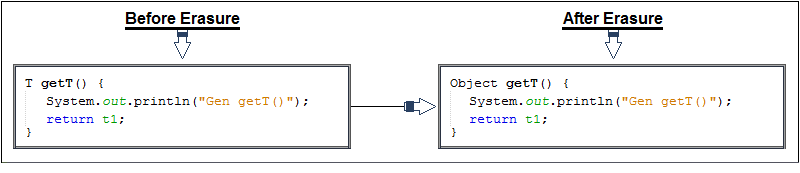 Before Erasure
After Erasure
T getT() {
System.out.println("Gen getT()");
return t1;
}
Object getT() {
System.out.println("Gen getT()");
return t1;
}